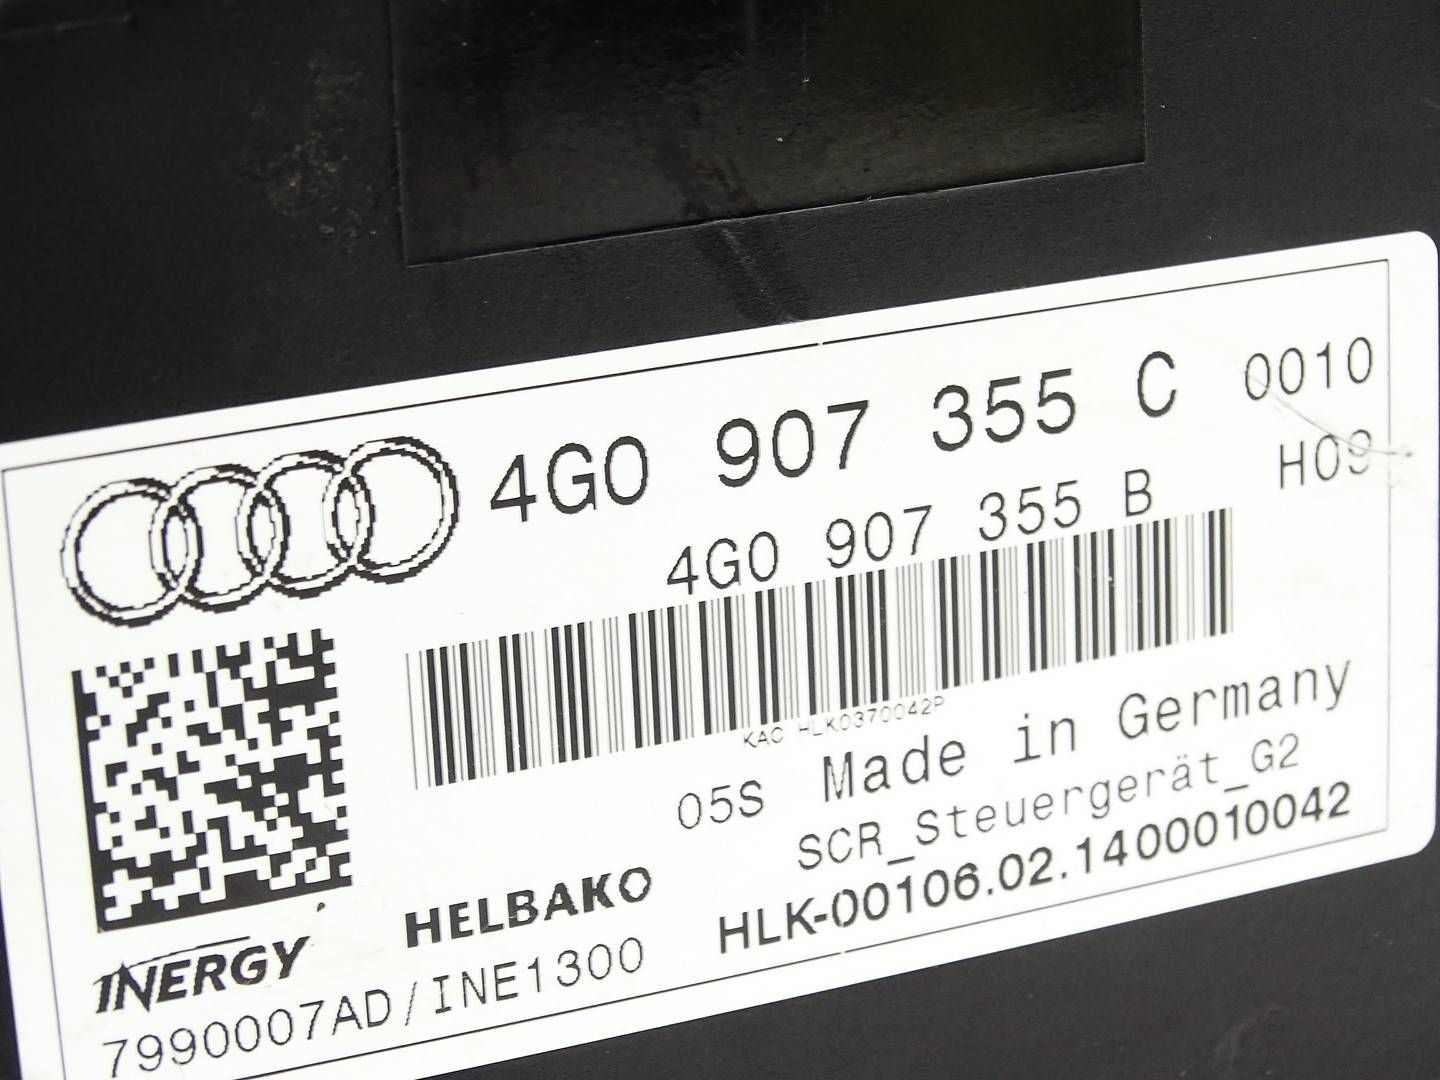 4G0 907 355 C 0010
4G0 907 355 B H09
KAC HLK0370042P
05S Made in Germany
SCR_Steuergerät_G2
HELBAKO HLK-00106.02.1400010042
INERGY
7990007AD/INE1300